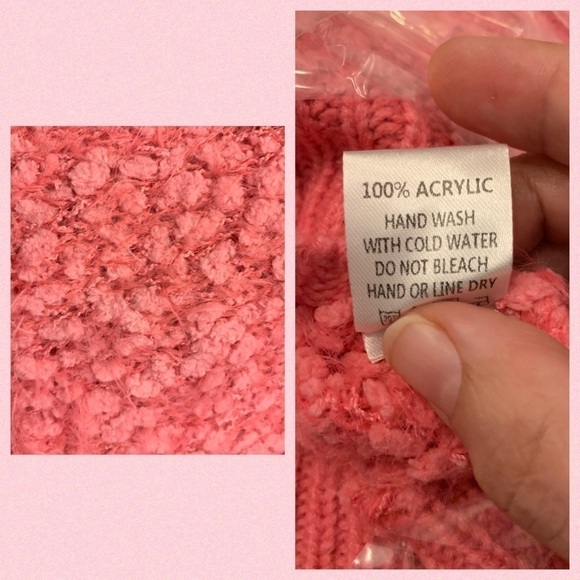 100% ACRYLIC
HAND WASH
WITH COLD WATER
DO NOT BLEACH
HAND OR LINE DRY